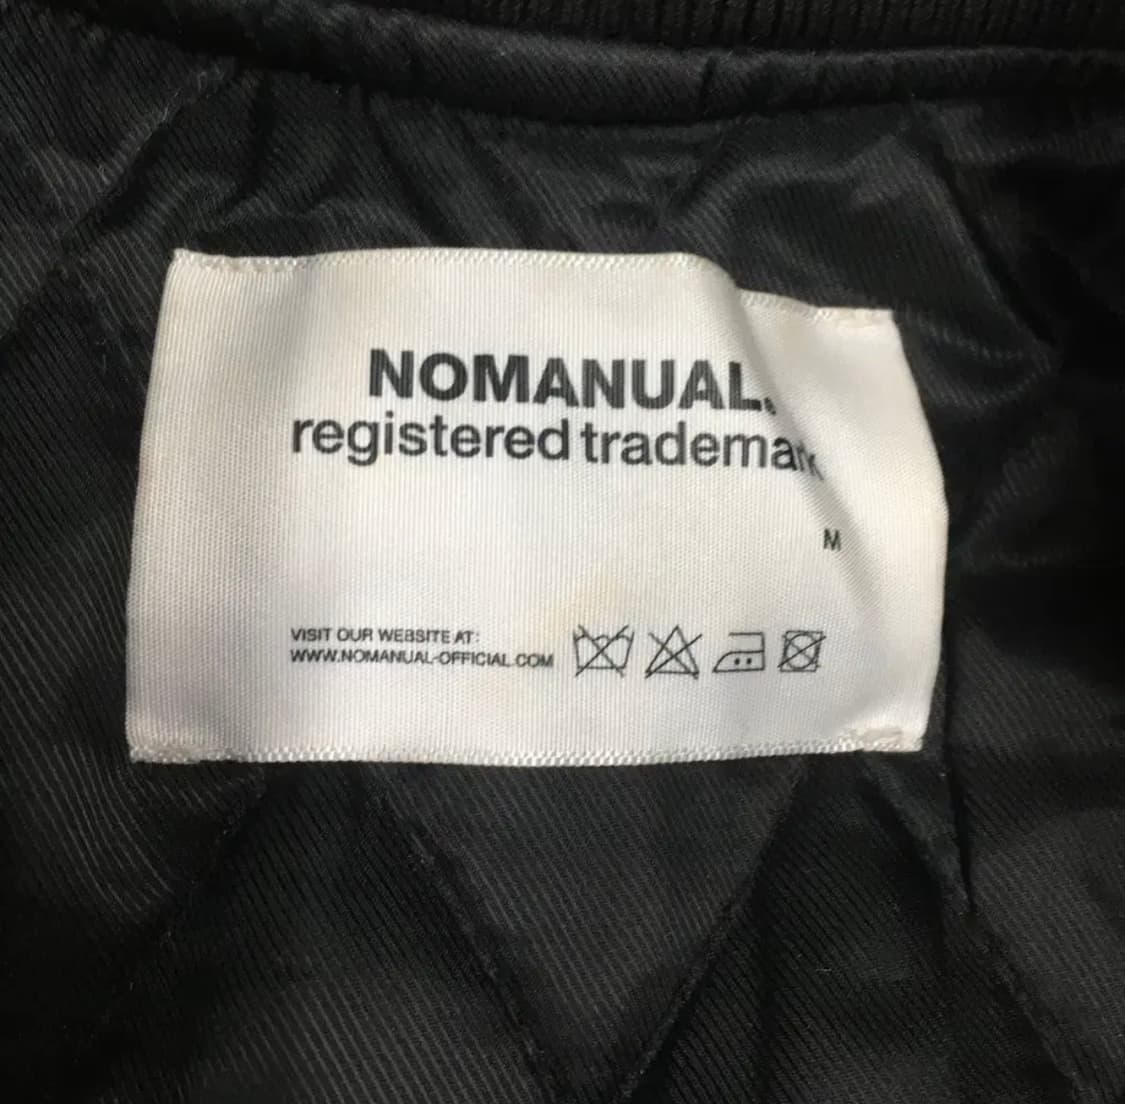 NOMANUAL.
registered trademark
M
VISIT OUR WEBSITE AT:
WWW.NOMANUAL-OFFICIAL.COM